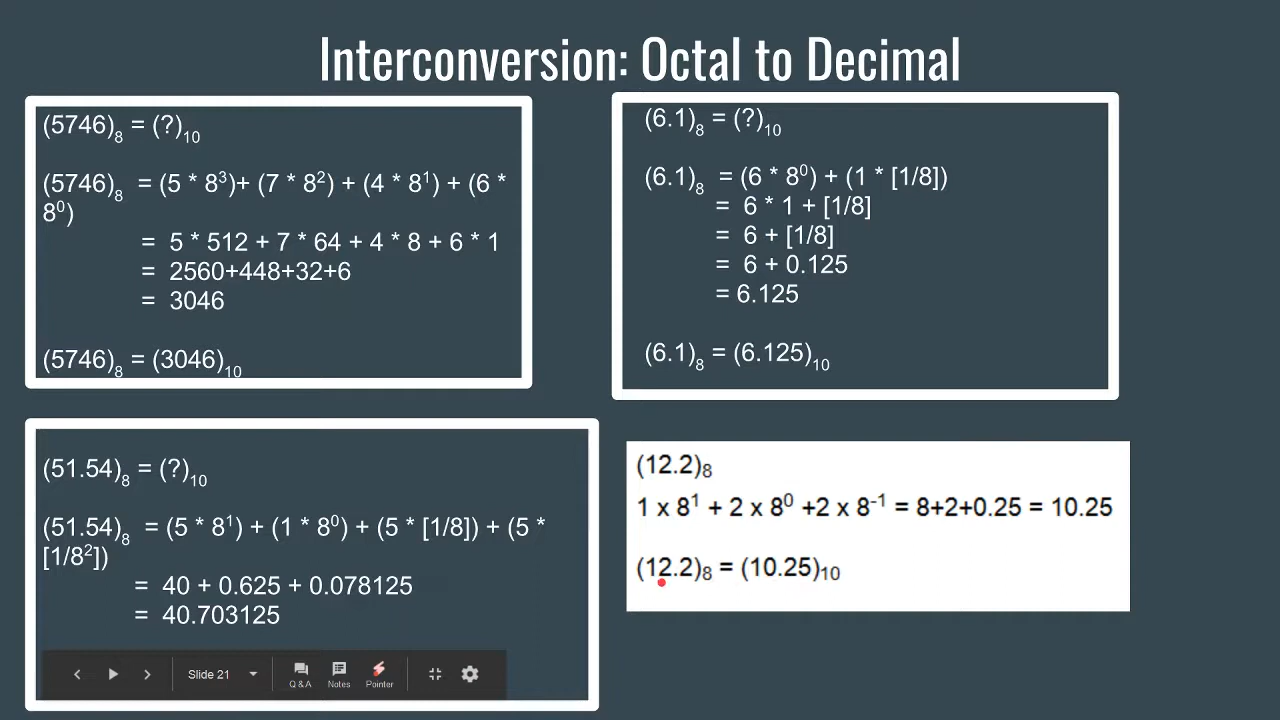 Interconversion: Octal to Decimal
(5746)₈ = (?)₁₀
(5746)₈ = (5 * 8³)+ (7 * 8²) + (4 * 8¹) + (6 *
8⁰)
= 5 * 512 + 7 * 64 + 4 * 8 + 6 * 1
= 2560+448+32+6
= 3046
(5746)₈ = (3046)₁₀
(6.1)₈ = (?)₁₀
(6.1)₈ = (6 * 8⁰) + (1 * [1/8])
= 6 * 1 + [1/8]
= 6 + [1/8]
= 6 + 0.125
= 6.125
(6.1)₈ = (6.125)₁₀
(51.54)₈ = (?)₁₀
(51.54)₈ = (5 * 8¹) + (1 * 8⁰) + (5 * [1/8]) + (5 *
[1/8²])
= 40 + 0.625 + 0.078125
= 40.703125
(12.2)₈
1 x 8¹ + 2 x 8⁰ +2 x 8⁻¹ = 8+2+0.25 = 10.25
(12.2)₈ = (10.25)₁₀
Slide 21
Q & A
Notes
Pointer